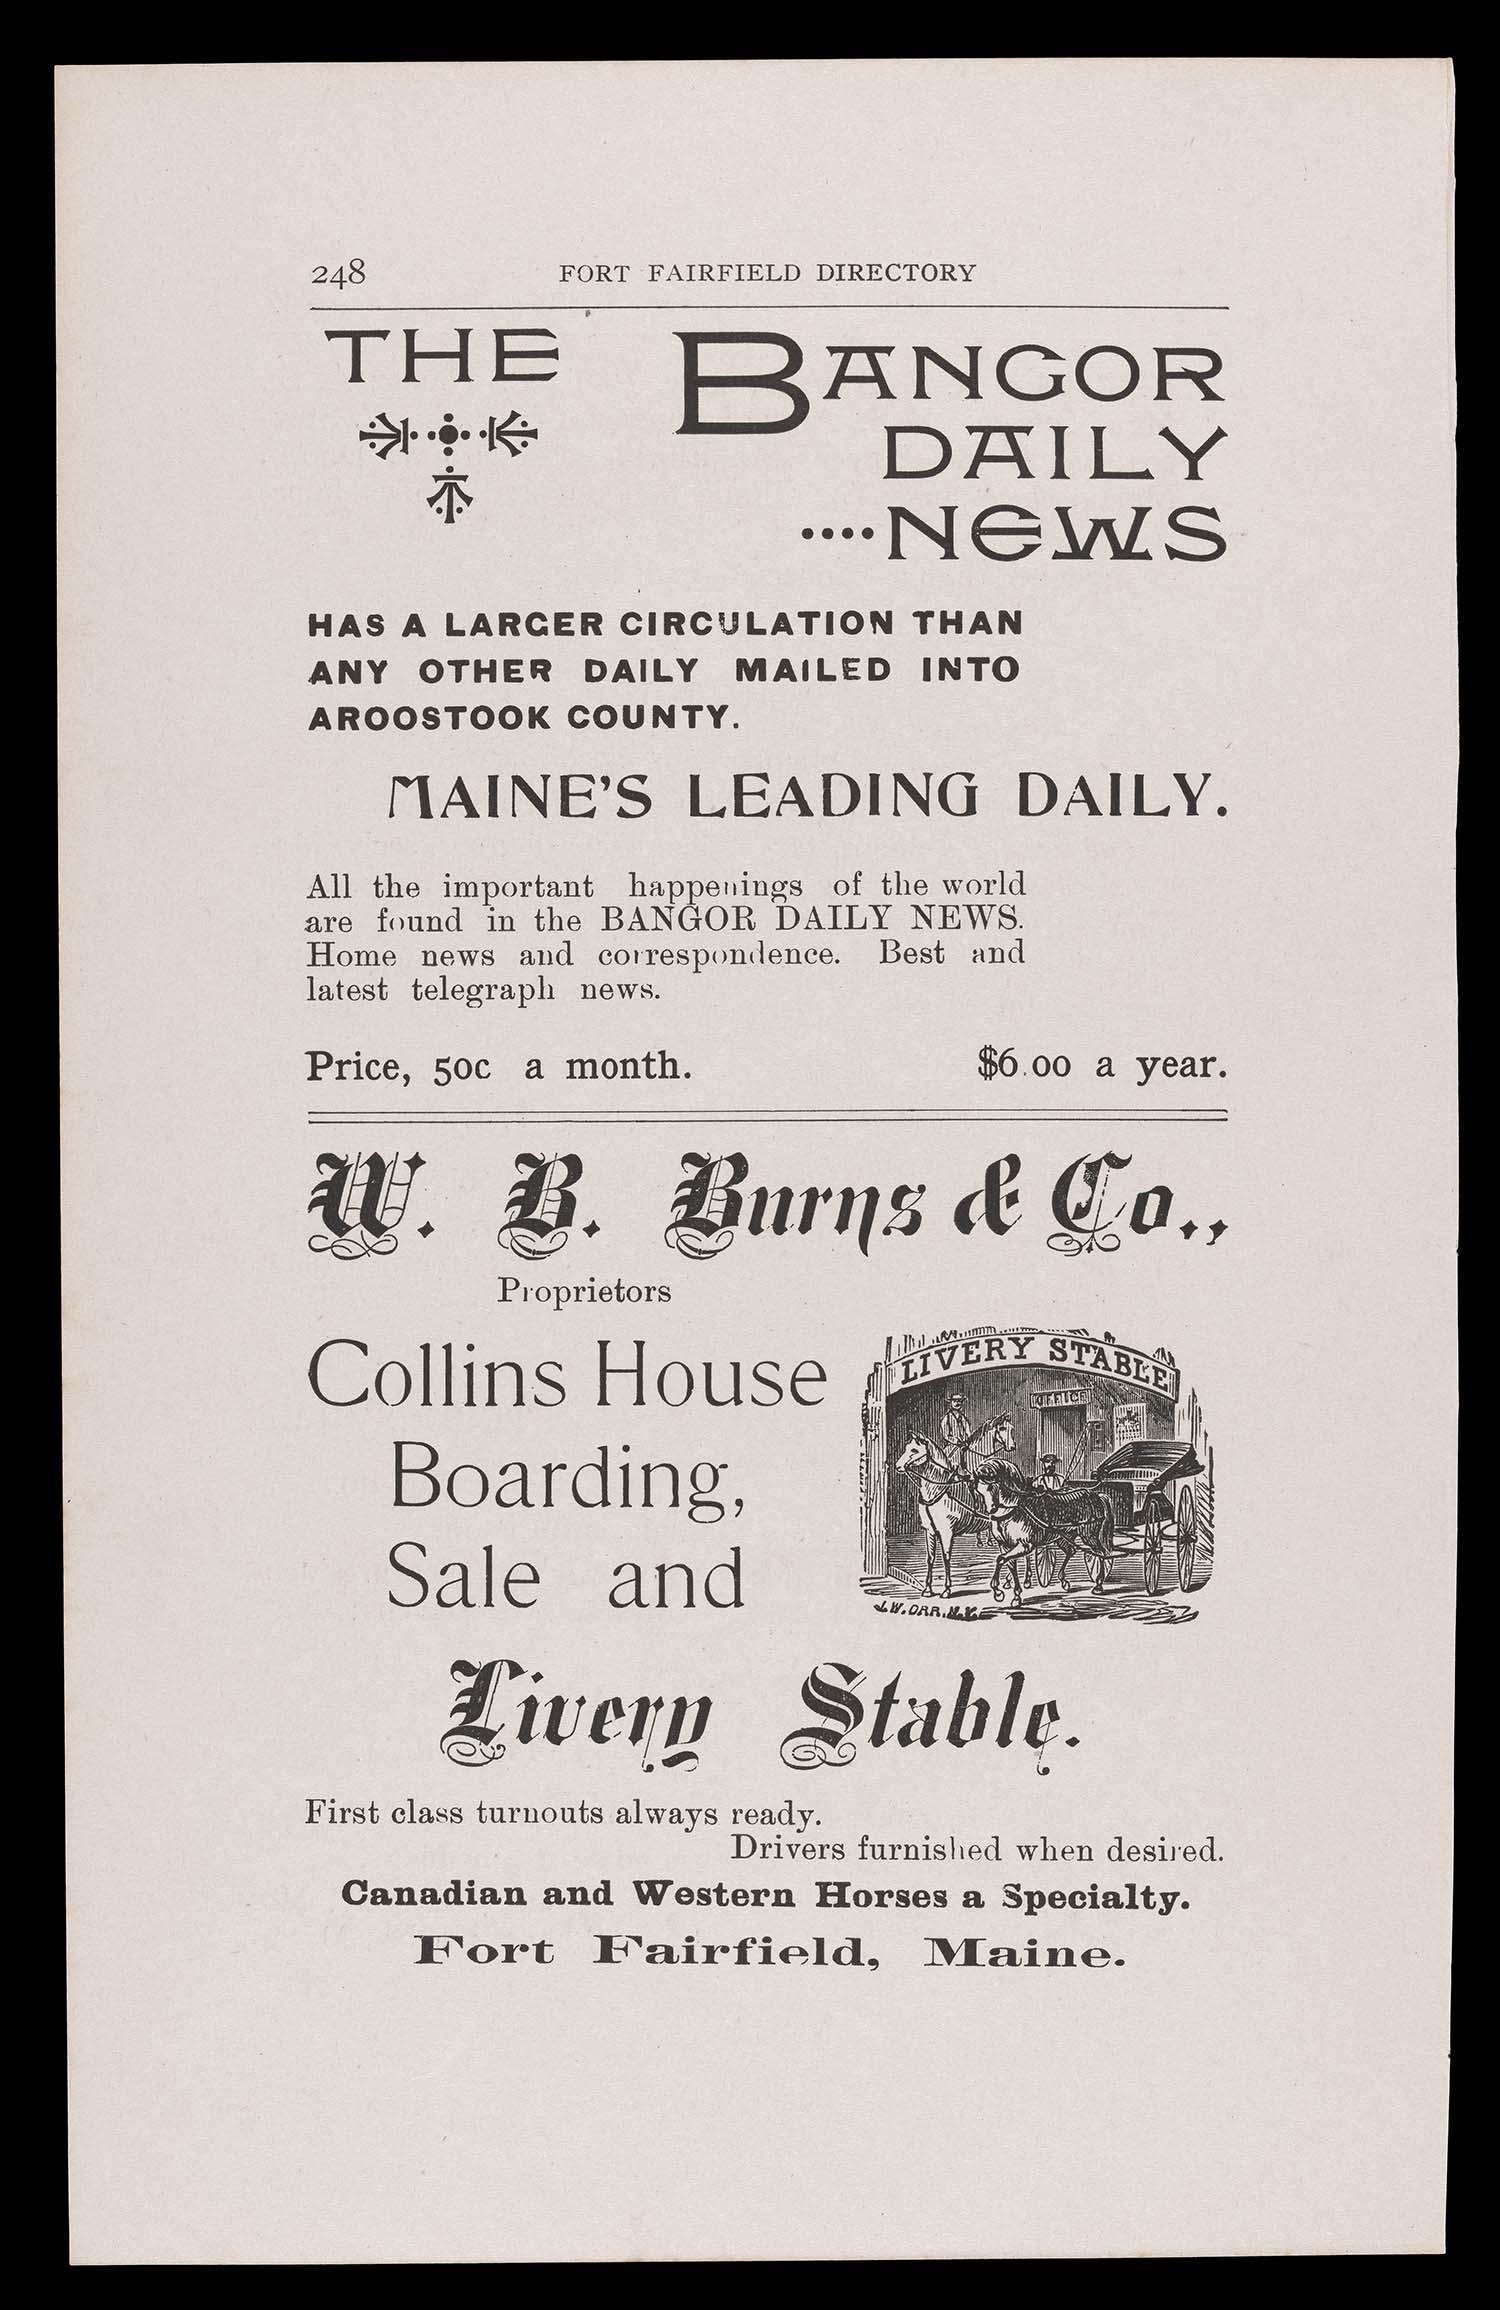 248 FORT FAIRFIELD DIRECTORY
THE BANGOR
DAILY
....NEWS
HAS A LARGER CIRCULATION THAN
ANY OTHER DAILY MAILED INTO
AROOSTOOK COUNTY.
MAINE'S LEADING DAILY.
All the important happenings of the world
are found in the BANGOR DAILY NEWS.
Home news and correspondence. Best and
latest telegraph news.
Price, 50c a month. $6.00 a year.
W. B. Burns & Co.,
Proprietors
Collins House
Boarding,
Sale and
LIVERY STABLE
OFFICE
J.W. ORR. N.Y.
Livery Stable.
First class turnouts always ready.
Drivers furnished when desired.
Canadian and Western Horses a Specialty.
Fort Fairfield, Maine.